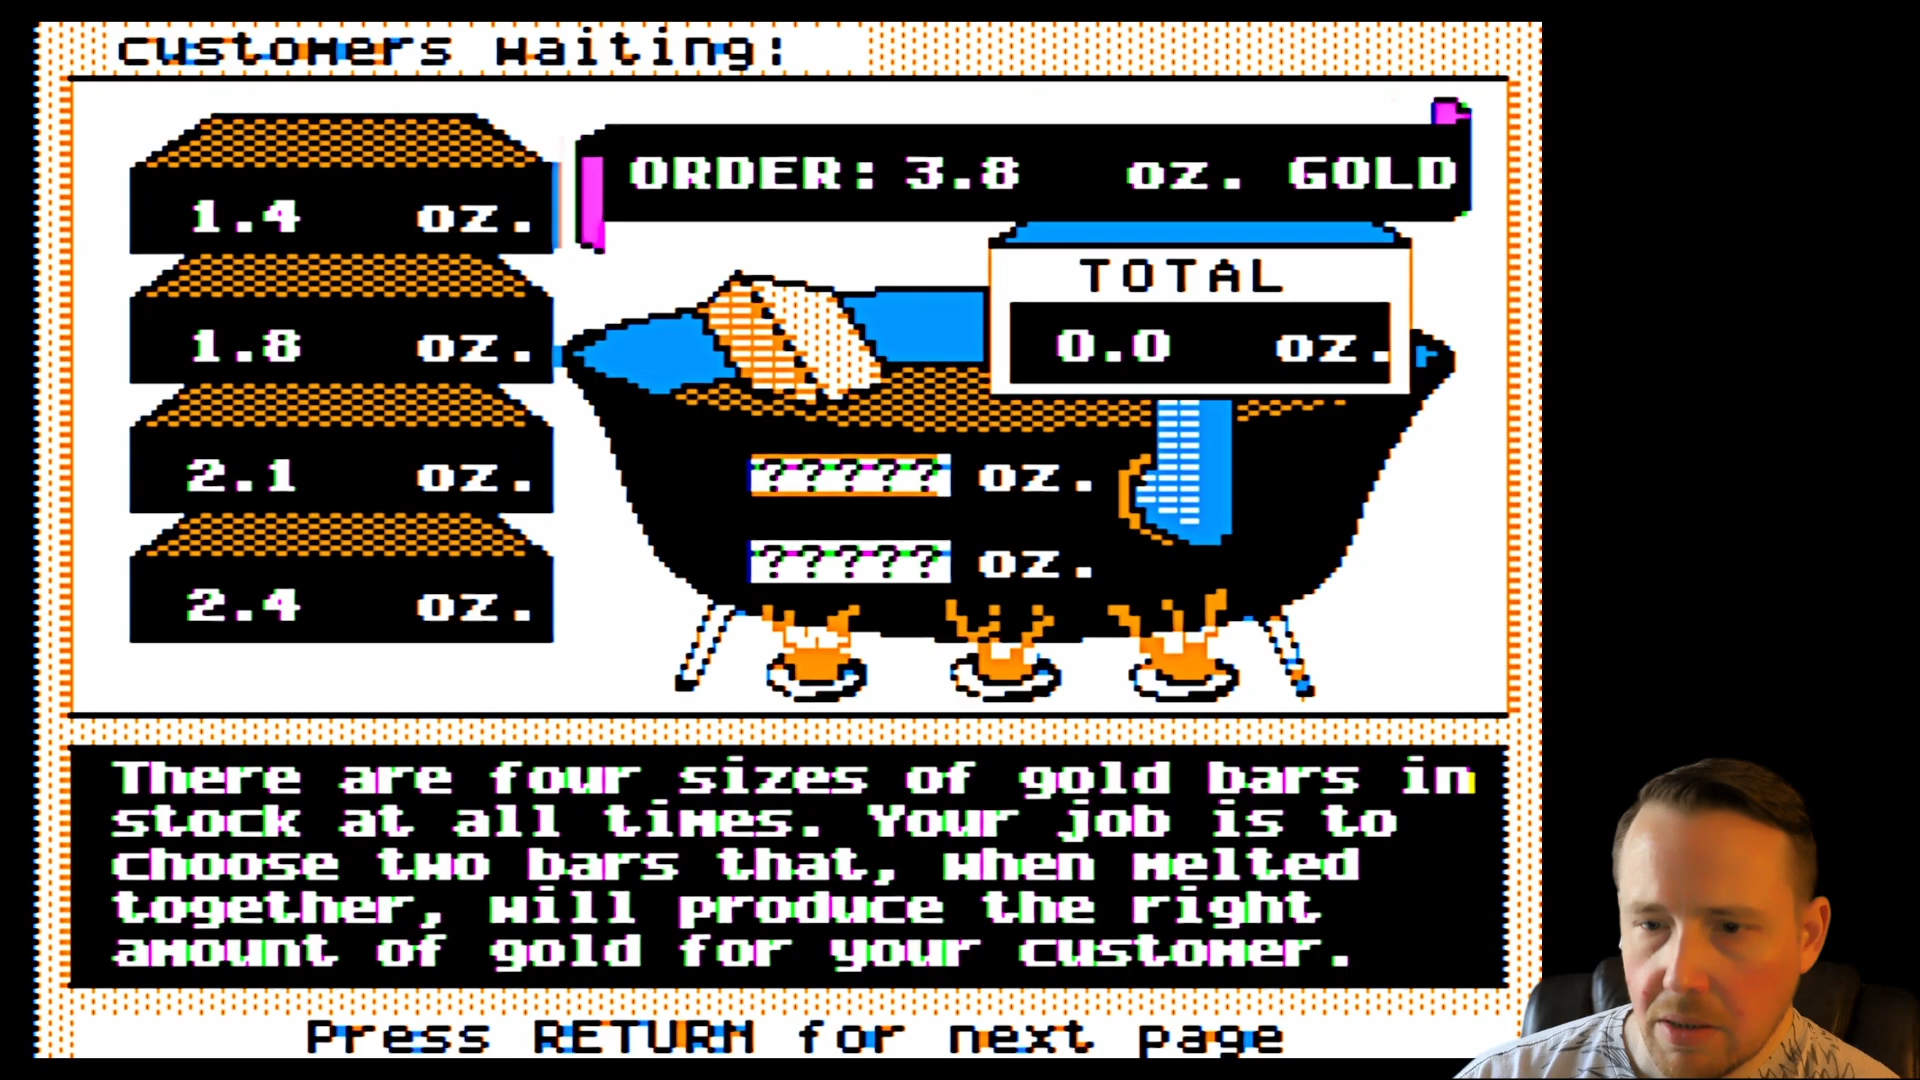 customers waiting:
ORDER: 3.8 oz. GOLD
1.4 oz.
1.8 oz.
2.1 oz.
2.4 oz.
TOTAL
0.0 oz.
????? oz.
????? oz.
There are four sizes of gold bars in
stock at all times. Your job is to
choose two bars that, when melted
together, will produce the right
amount of gold for your customer.
Press RETURN for next page